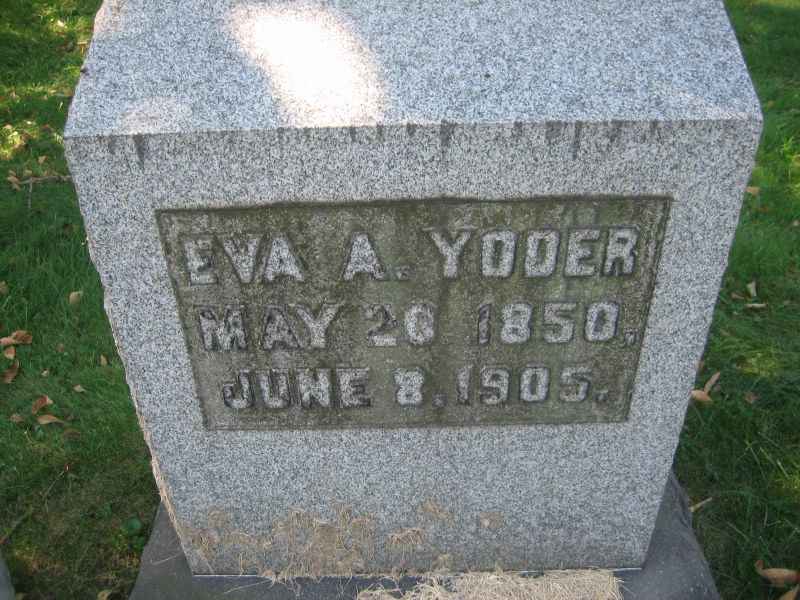 EVA A. YODER
MAY 26 1850.
JUNE 8. 1905.